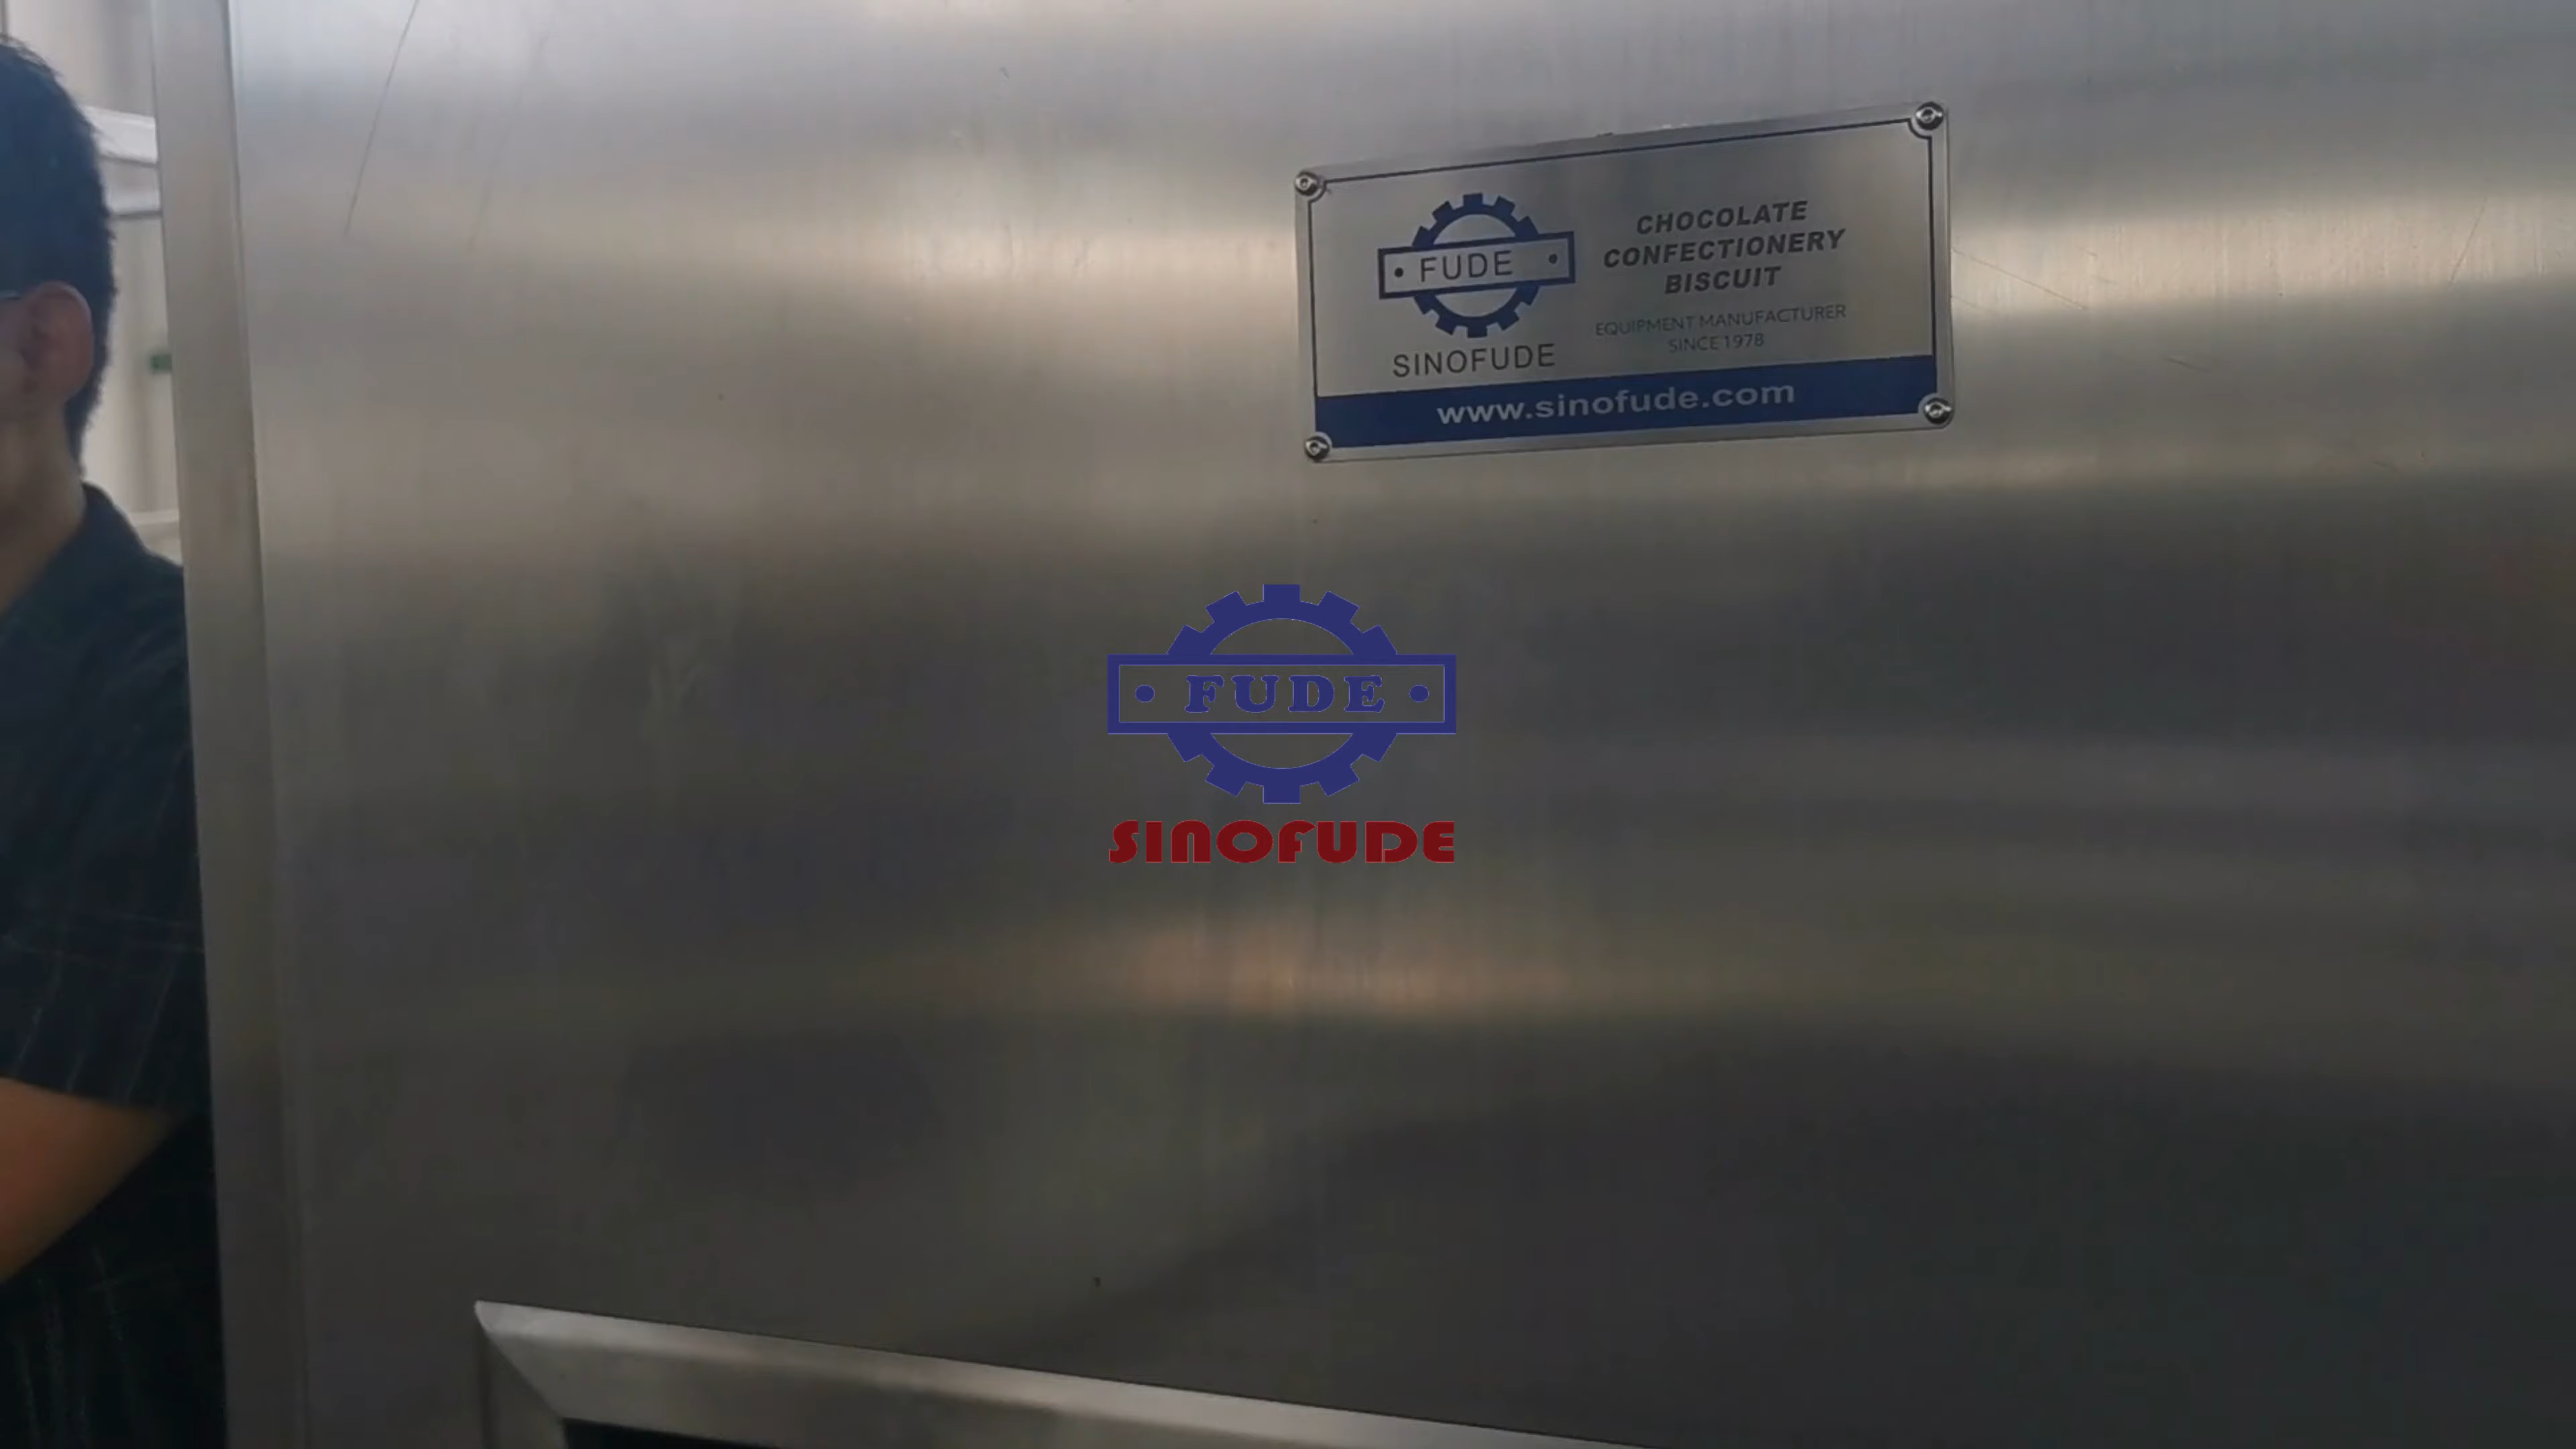 FUDE
SINOFUDE
CHOCOLATE
CONFECTIONERY
BISCUIT
EQUIPMENT MANUFACTURER
SINCE 1978
www.sinofude.com
FUDE
SINOFUDE